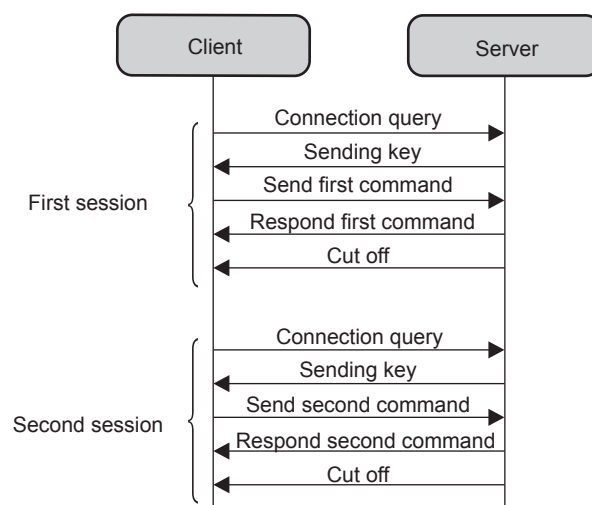 Client
Server
Connection query
Sending key
Send first command
First session
Respond first command
Cut off
Connection query
Sending key
Send second command
Second session
Respond second command
Cut off